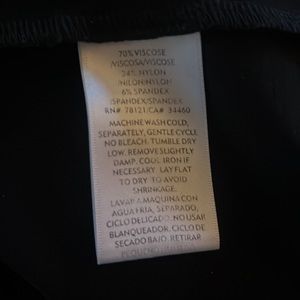 70% VISCOSE
/VISCOSA/VISCOSE
24% NYLON
/NILON/NYLON
6% SPANDEX
/SPANDEX/SPANDEX
RN# 78121/CA# 34460
MACHINE WASH COLD,
SEPARATELY, GENTLE CYCLE.
NO BLEACH. TUMBLE DRY
LOW. REMOVE SLIGHTLY
DAMP. COOL IRON IF
NECESSARY. LAY FLAT
TO DRY TO AVOID
SHRINKAGE.
LAVAR A MAQUINA CON
AGUA FRIA, SEPARAR,
CICLO DELICADO. NO USAR
BLANQUEADOR. CICLO DE
SECADO BAJO. RETIRAR